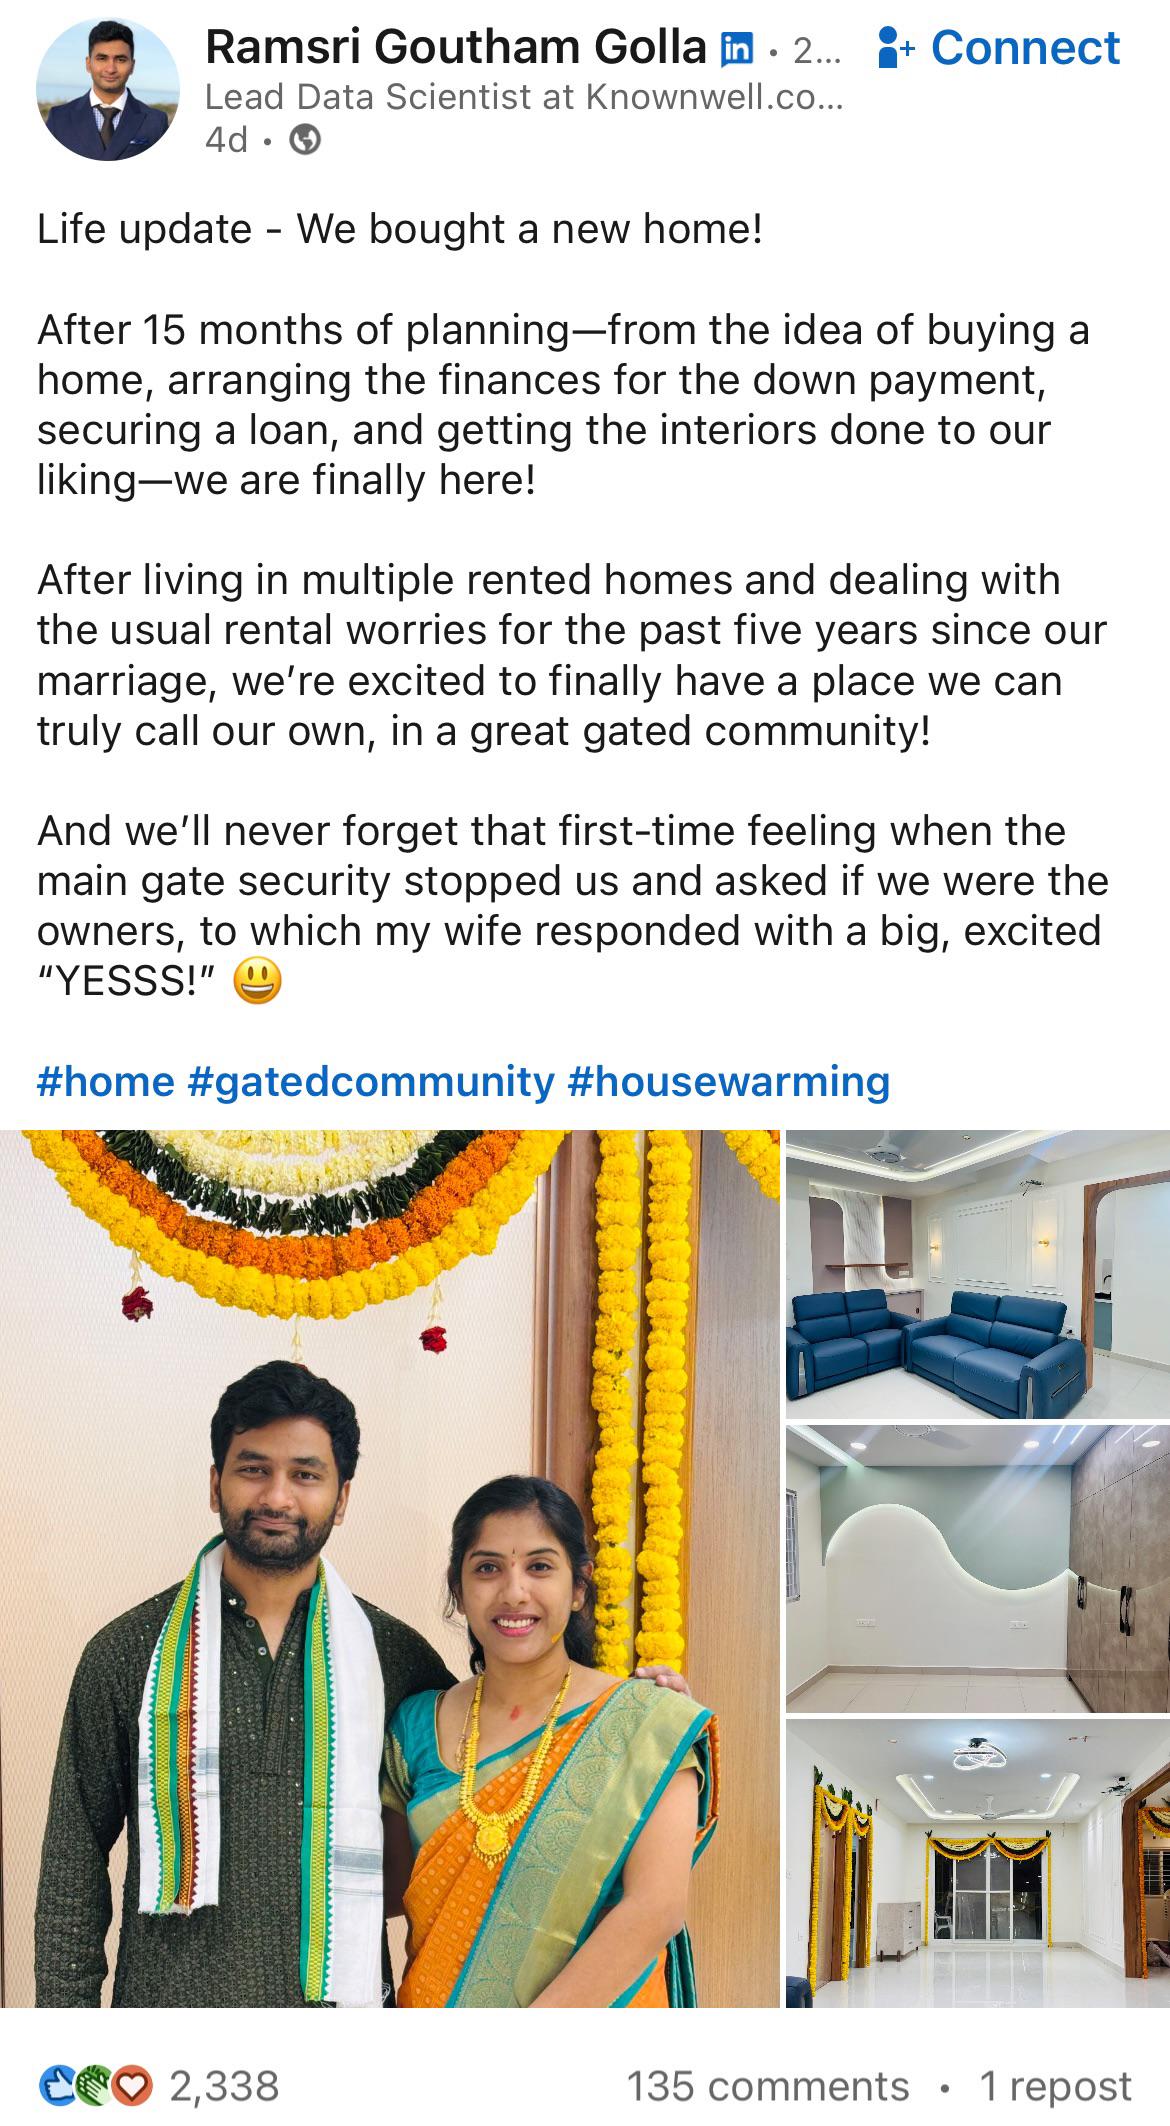 Ramsri Goutham Golla in • 2... Connect
Lead Data Scientist at Knownwell.co...
4d •
Life update - We bought a new home!
After 15 months of planning—from the idea of buying a
home, arranging the finances for the down payment,
securing a loan, and getting the interiors done to our
liking—we are finally here!
After living in multiple rented homes and dealing with
the usual rental worries for the past five years since our
marriage, we’re excited to finally have a place we can
truly call our own, in a great gated community!
And we’ll never forget that first-time feeling when the
main gate security stopped us and asked if we were the
owners, to which my wife responded with a big, excited
“YESSS!” 😃
#home #gatedcommunity #housewarming
2,338 135 comments • 1 repost